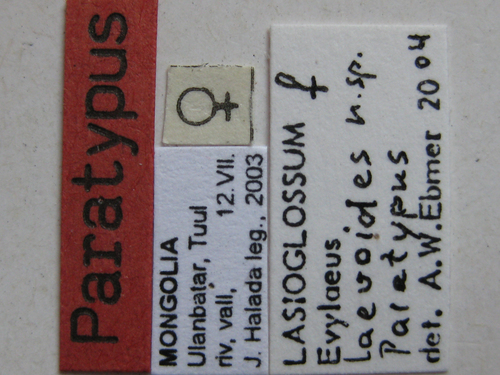 Paratypus
♀
MONGOLIA
Ulanbatar, Tuul
riv, vall, 12.VII.
J. Halada leg., 2003
LASIOGLOSSUM f
Evylaeus
laevoides n.sp.
Paratypus
det. A.W.Ebmer 2004